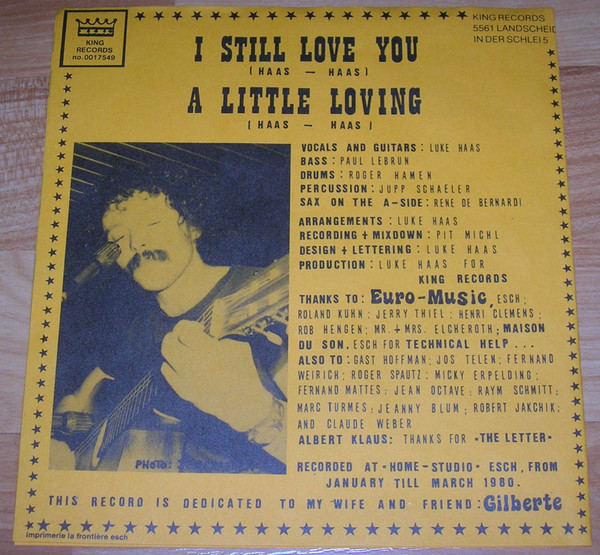 KING
RECORDS
no.0017549
KING RECORDS
5561 LANDSCHEID
IN DER SCHLEI 5
I STILL LOVE YOU
(HAAS — HAAS)
A LITTLE LOVING
(HAAS — HAAS)
VOCALS AND GUITARS: LUKE HAAS
BASS: PAUL LEBRUN
DRUMS: ROGER HAMEN
PERCUSSION: JUPP SCHAELER
SAX ON THE A-SIDE: RENE DE BERNARDI
ARRANGEMENTS: LUKE HAAS
RECORDING + MIXDOWN: PIT MICHL
DESIGN + LETTERING: LUKE HAAS
PRODUCTION: LUKE HAAS FOR
KING RECORDS
THANKS TO: Euro-Music, ESCH;
ROLAND KUHN; JERRY THIEL; HENRI CLEMENS;
ROB HENGEN; MR. + MRS. ELCHEROTH; MAISON
DU SON, ESCH FOR TECHNICAL HELP...
ALSO TO: GAST HOFFMAN; JOS TELEN; FERNAND
WEIRICH; ROGER SPAUTZ; MICKY ERPELDING;
FERNAND MATTES; JEAN OCTAVE; RAYM SCHMITT;
MARC TURMES; JEANNY BLUM; ROBERT JAKCHIK;
AND CLAUDE WEBER
ALBERT KLAUS: THANKS FOR «THE LETTER»
PHOTO:
RECORDED AT «HOME-STUDIO» ESCH, FROM
JANUARY TILL MARCH 1980.
THIS RECORD IS DEDICATED TO MY WIFE AND FRIEND: Gilberte
imprimerie la frontière esch